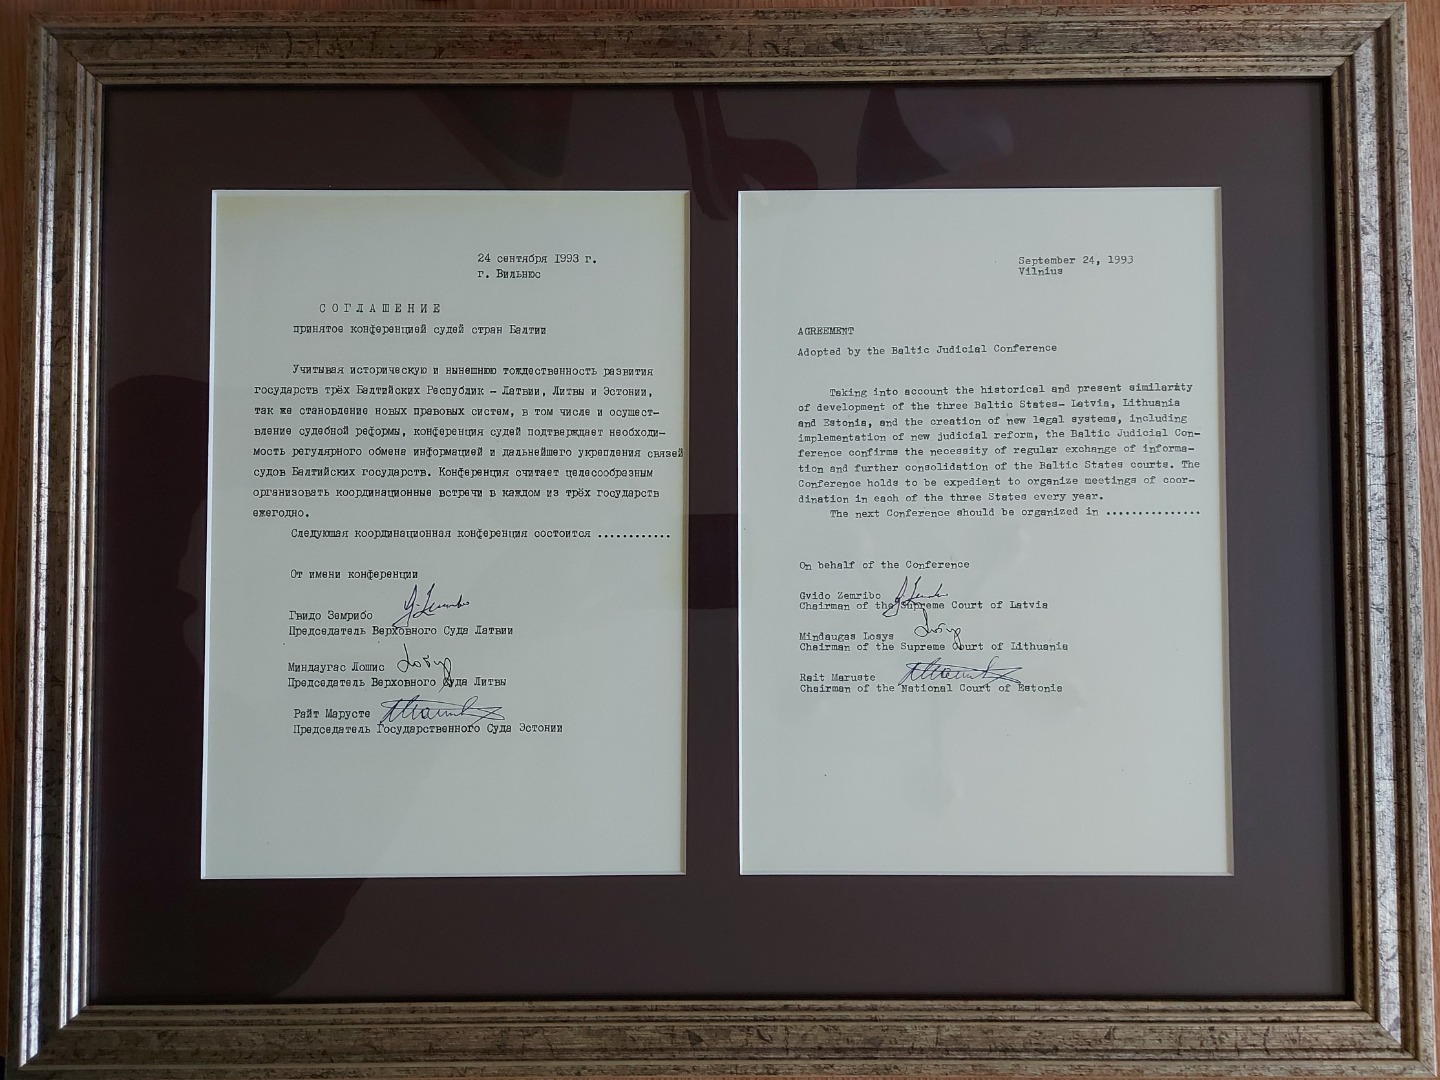 24 сентября 1993 г.
г. Вильнюс
СОГЛАШЕНИЕ
принятое конференцией судей стран Балтии
Учитывая историческую и нынешнюю тождественность развития
государств трёх Балтийских Республик - Латвии, Литвы и Эстонии,
так же становление новых правовых систем, в том числе и осущест-
вление судебной реформы, конференция судей подтверждает необходи-
мость регулярного обмена информацией и дальнейшего укрепления связей
судов Балтийских государств. Конференция считает целесообразным
организовать координационные встречи в каждом из трёх государств
ежегодно.
Следующая координационная конференция состоится ............
От имени конференции
Гвидо Земрибо
Председатель Верховного Суда Латвии
Миндаугас Лошис
Председатель Верховного Суда Литвы
Райт Марусте
Председатель Государственного Суда Эстонии
September 24, 1993
Vilnius
AGREEMENT
Adopted by the Baltic Judicial Conference
Taking into account the historical and present similarity
of development of the three Baltic States- Latvia, Lithuania
and Estonia, and the creation of new legal systems, including
implementation of new judicial reform, the Baltic Judicial Con-
ference confirms the necessity of regular exchange of informa-
tion and further consolidation of the Baltic States courts. The
Conference holds to be expedient to organize meetings of coor-
dination in each of the three States every year.
The next Conference should be organized in ...............
On behalf of the Conference
Gvido Zemribo
Chairman of the Supreme Court of Latvia
Mindaugas Losys
Chairman of the Supreme Court of Lithuania
Rait Maruste
Chairman of the National Court of Estonia